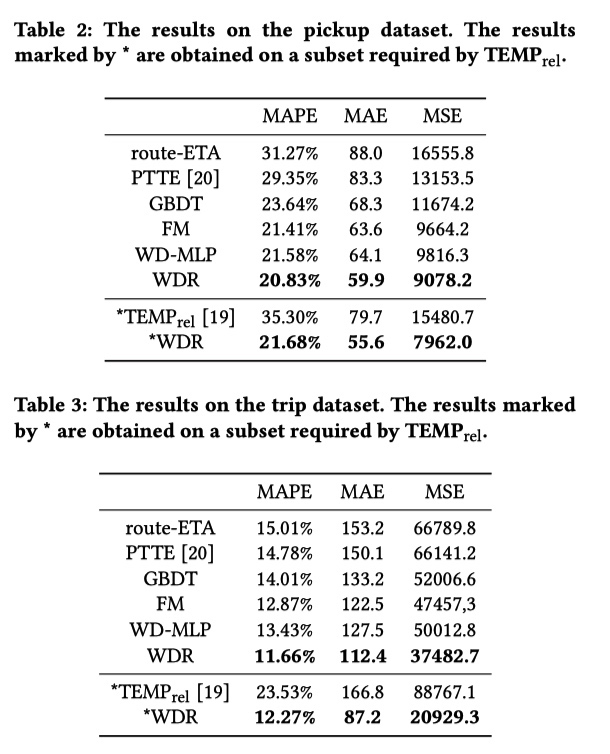 Table 2: The results on the pickup dataset. The results
marked by * are obtained on a subset required by TEMPrel.
MAPE MAE MSE
route-ETA 31.27% 88.0 16555.8
PTTE [20] 29.35% 83.3 13153.5
GBDT 23.64% 68.3 11674.2
FM 21.41% 63.6 9664.2
WD-MLP 21.58% 64.1 9816.3
WDR 20.83% 59.9 9078.2
*TEMPrel [19] 35.30% 79.7 15480.7
*WDR 21.68% 55.6 7962.0
Table 3: The results on the trip dataset. The results marked
by * are obtained on a subset required by TEMPrel.
MAPE MAE MSE
route-ETA 15.01% 153.2 66789.8
PTTE [20] 14.78% 150.1 66141.2
GBDT 14.01% 133.2 52006.6
FM 12.87% 122.5 47457,3
WD-MLP 13.43% 127.5 50012.8
WDR 11.66% 112.4 37482.7
*TEMPrel [19] 23.53% 166.8 88767.1
*WDR 12.27% 87.2 20929.3